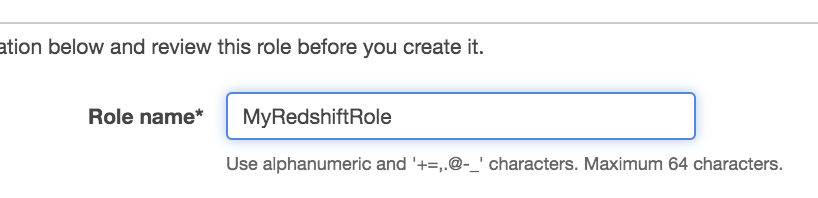 below and review this role before you create it.
Role name* MyRedshiftRole
Use alphanumeric and '+=,.@-_' characters. Maximum 64 characters.